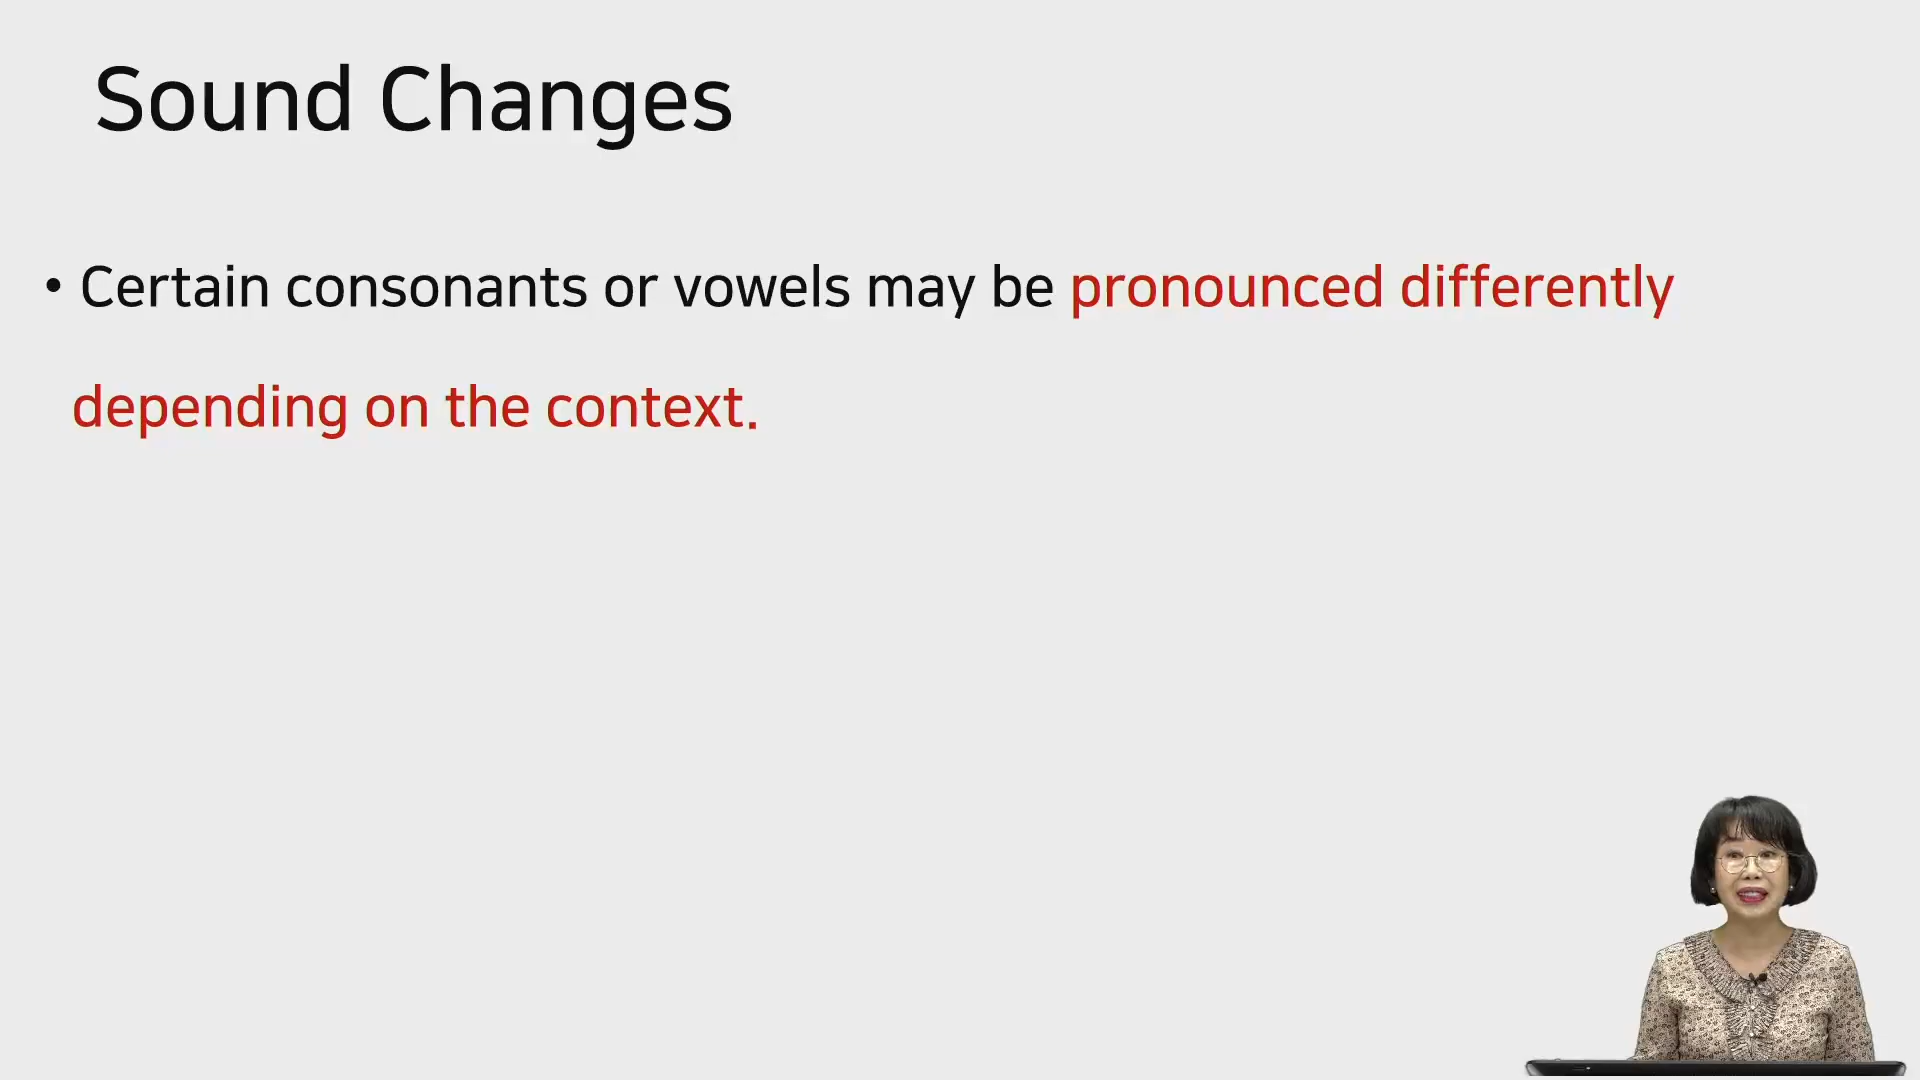 Sound Changes
• Certain consonants or vowels may be pronounced differently
depending on the context.